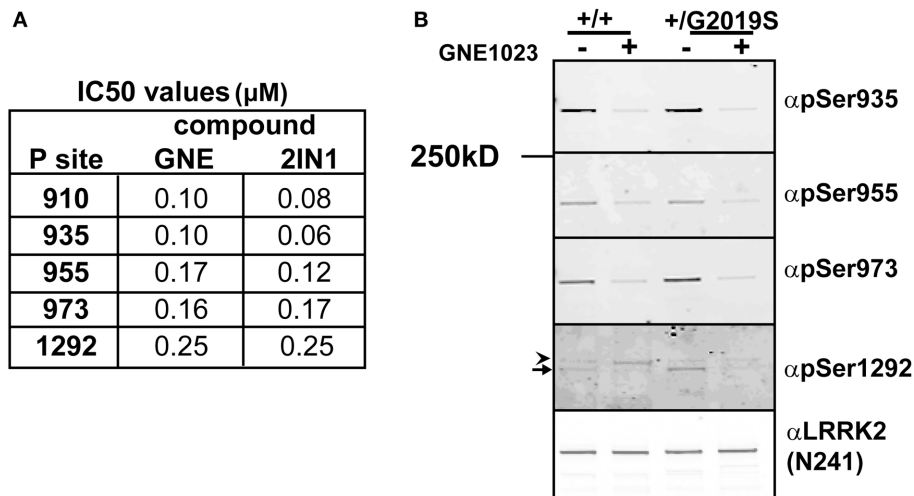 A
IC50 values (µM)
compound
P site GNE 2IN1
910 0.10 0.08
935 0.10 0.06
955 0.17 0.12
973 0.16 0.17
1292 0.25 0.25
B
+/+ +/G2019S
GNE1023 - + - +
αpSer935
250kD
αpSer955
αpSer973
αpSer1292
αLRRK2
(N241)